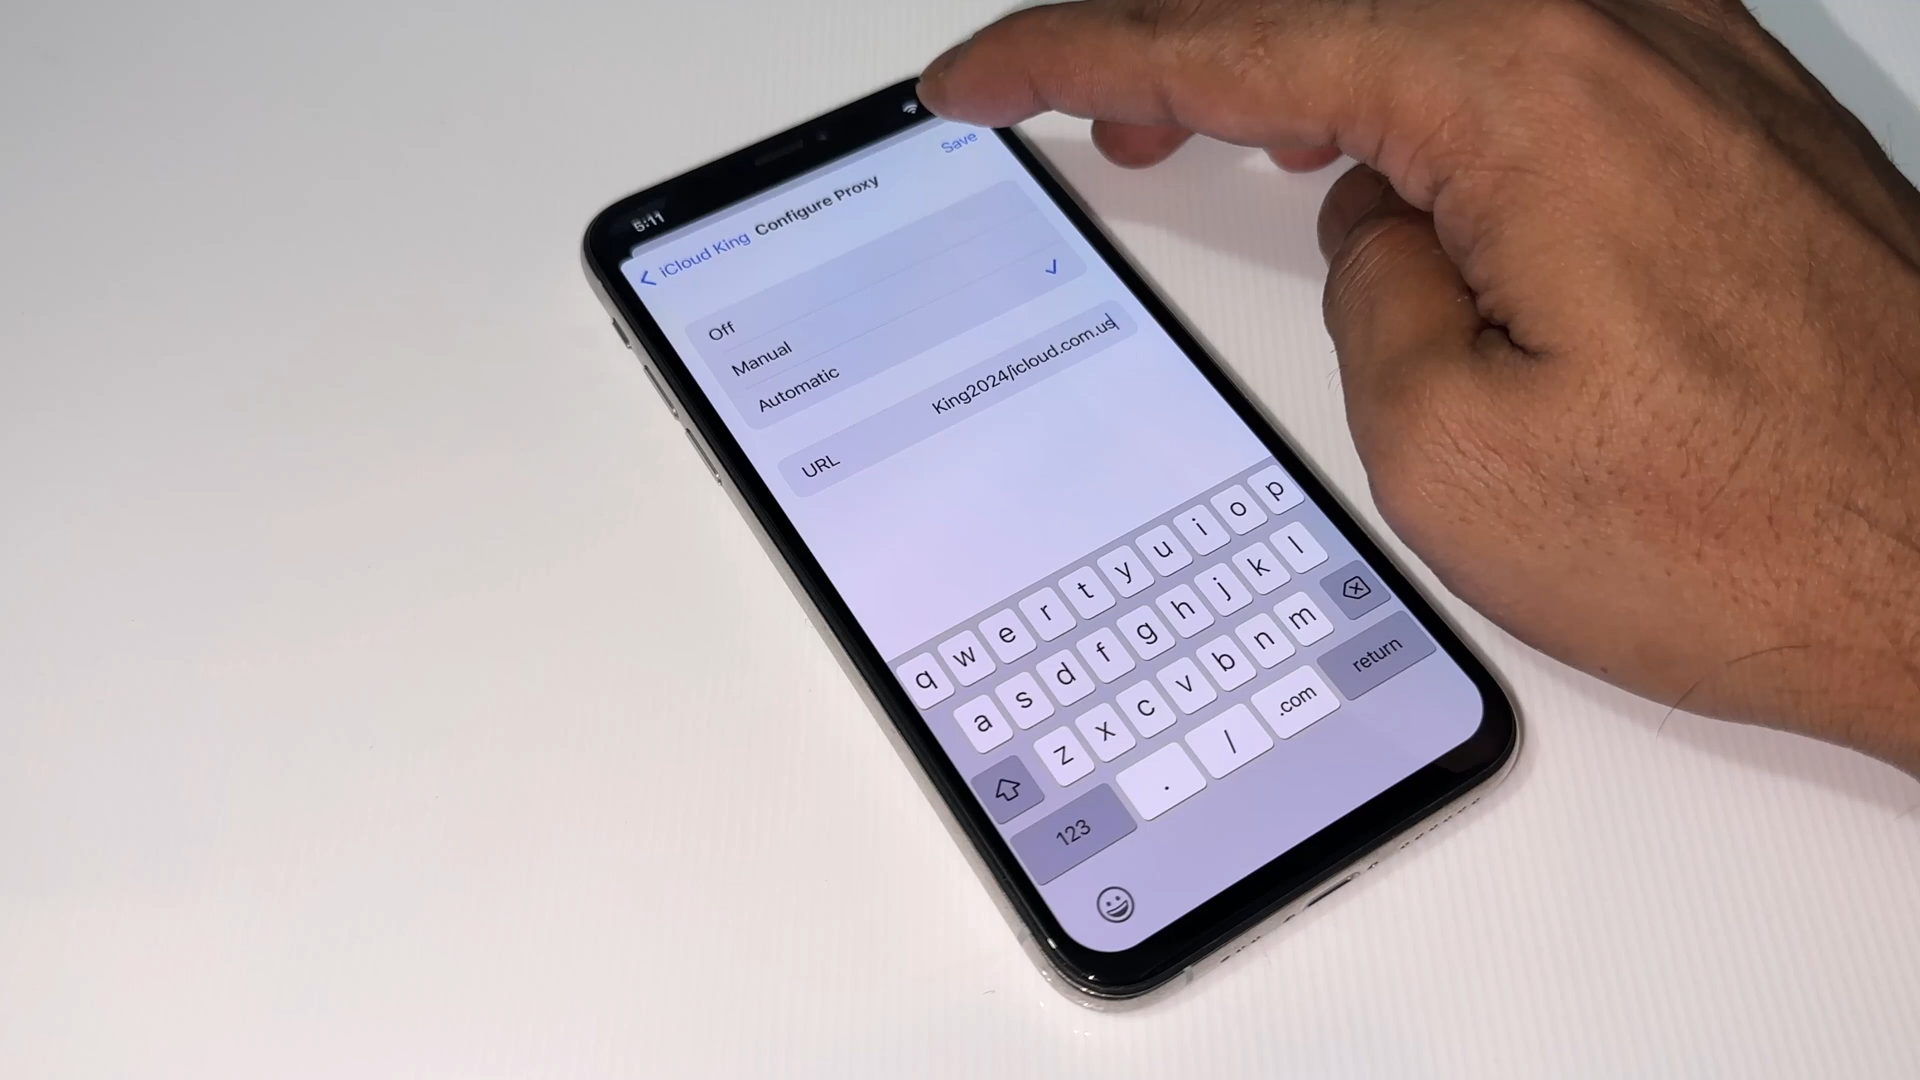 5:11
Save
iCloud King Configure Proxy
Off
Manual
Automatic
URL King2024/icloud.com.us
q w e r t y u i o p
a s d f g h j k l
z x c v b n m
123 . / .com return